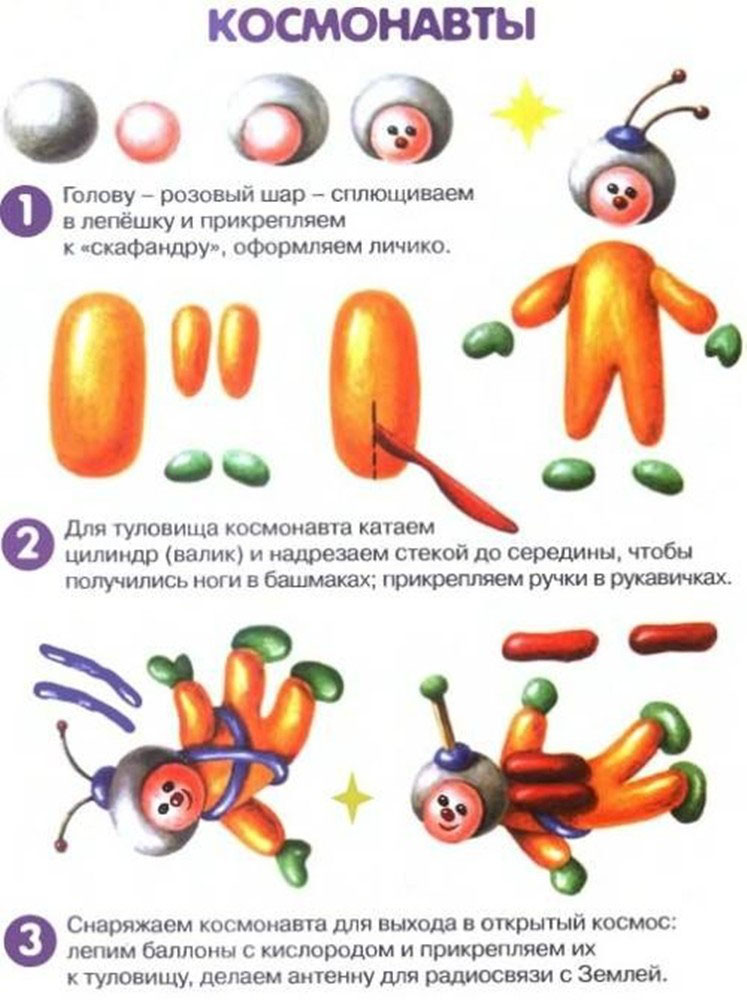 КОСМОНАВТЫ
1 Голову – розовый шар – сплющиваем
в лепёшку и прикрепляем
к «скафандру», оформляем личико.
2 Для туловища космонавта катаем
цилиндр (валик) и надрезаем стекой до середины, чтобы
получились ноги в башмаках; прикрепляем ручки в рукавичках.
3 Снаряжаем космонавта для выхода в открытый космос:
лепим баллоны с кислородом и прикрепляем их
к туловищу, делаем антенну для радиосвязи с Землей.